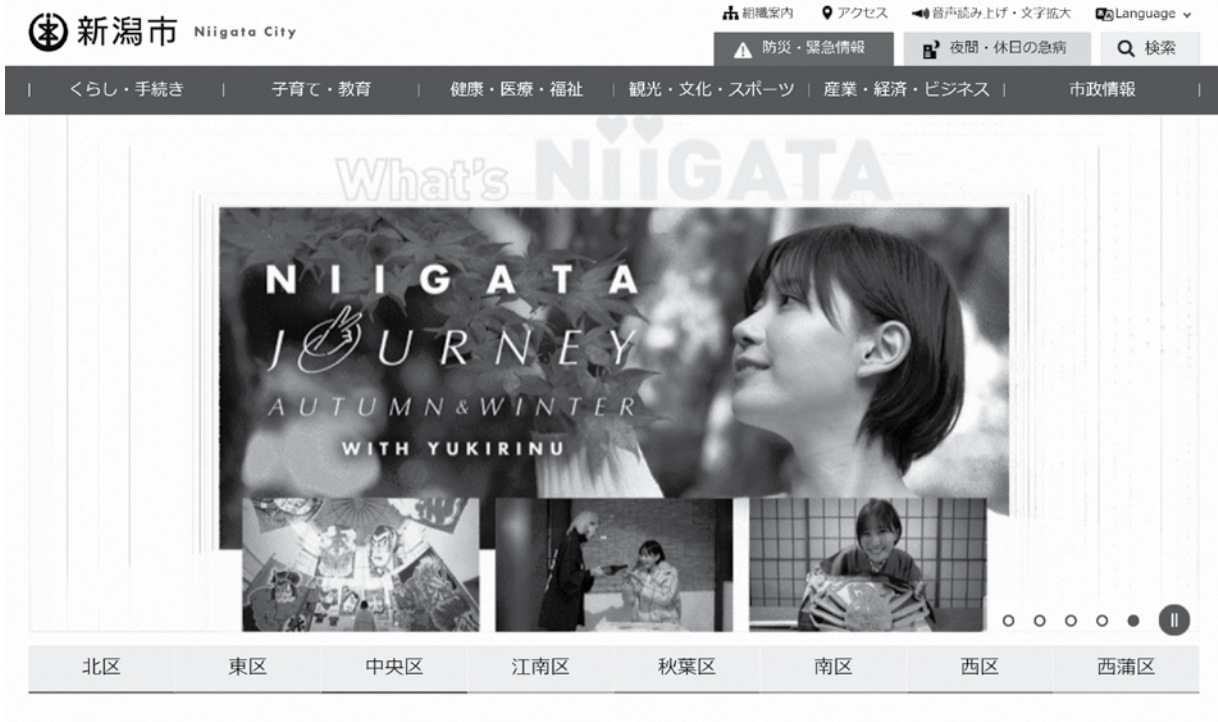 新潟市 Niigata City
組織案内 アクセス 音声読み上げ・文字拡大 Language
防災・緊急情報 夜間・休日の急病 検索
くらし・手続き 子育て・教育 健康・医療・福祉 観光・文化・スポーツ 産業・経済・ビジネス 市政情報
What's NiiGATA
NIIGATA
JOURNEY
AUTUMN & WINTER
WITH YUKIRINU
北区 東区 中央区 江南区 秋葉区 南区 西区 西蒲区